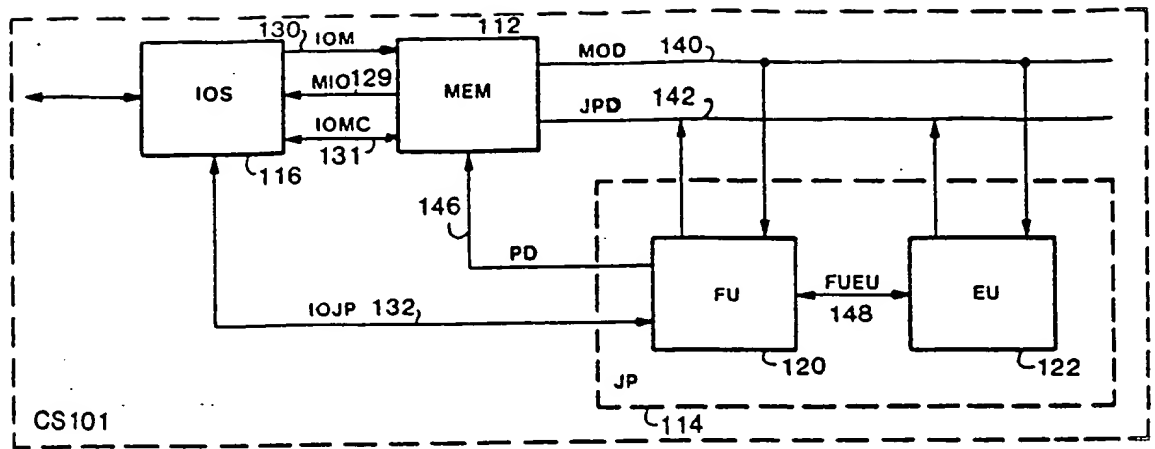 130 IOM
112
MOD 140
IOS
MIO 129
MEM
JPD 142
IOMC
131
116
146
PD
FU
FUEU
148
EU
IOJP 132
120
122
JP
CS101
114